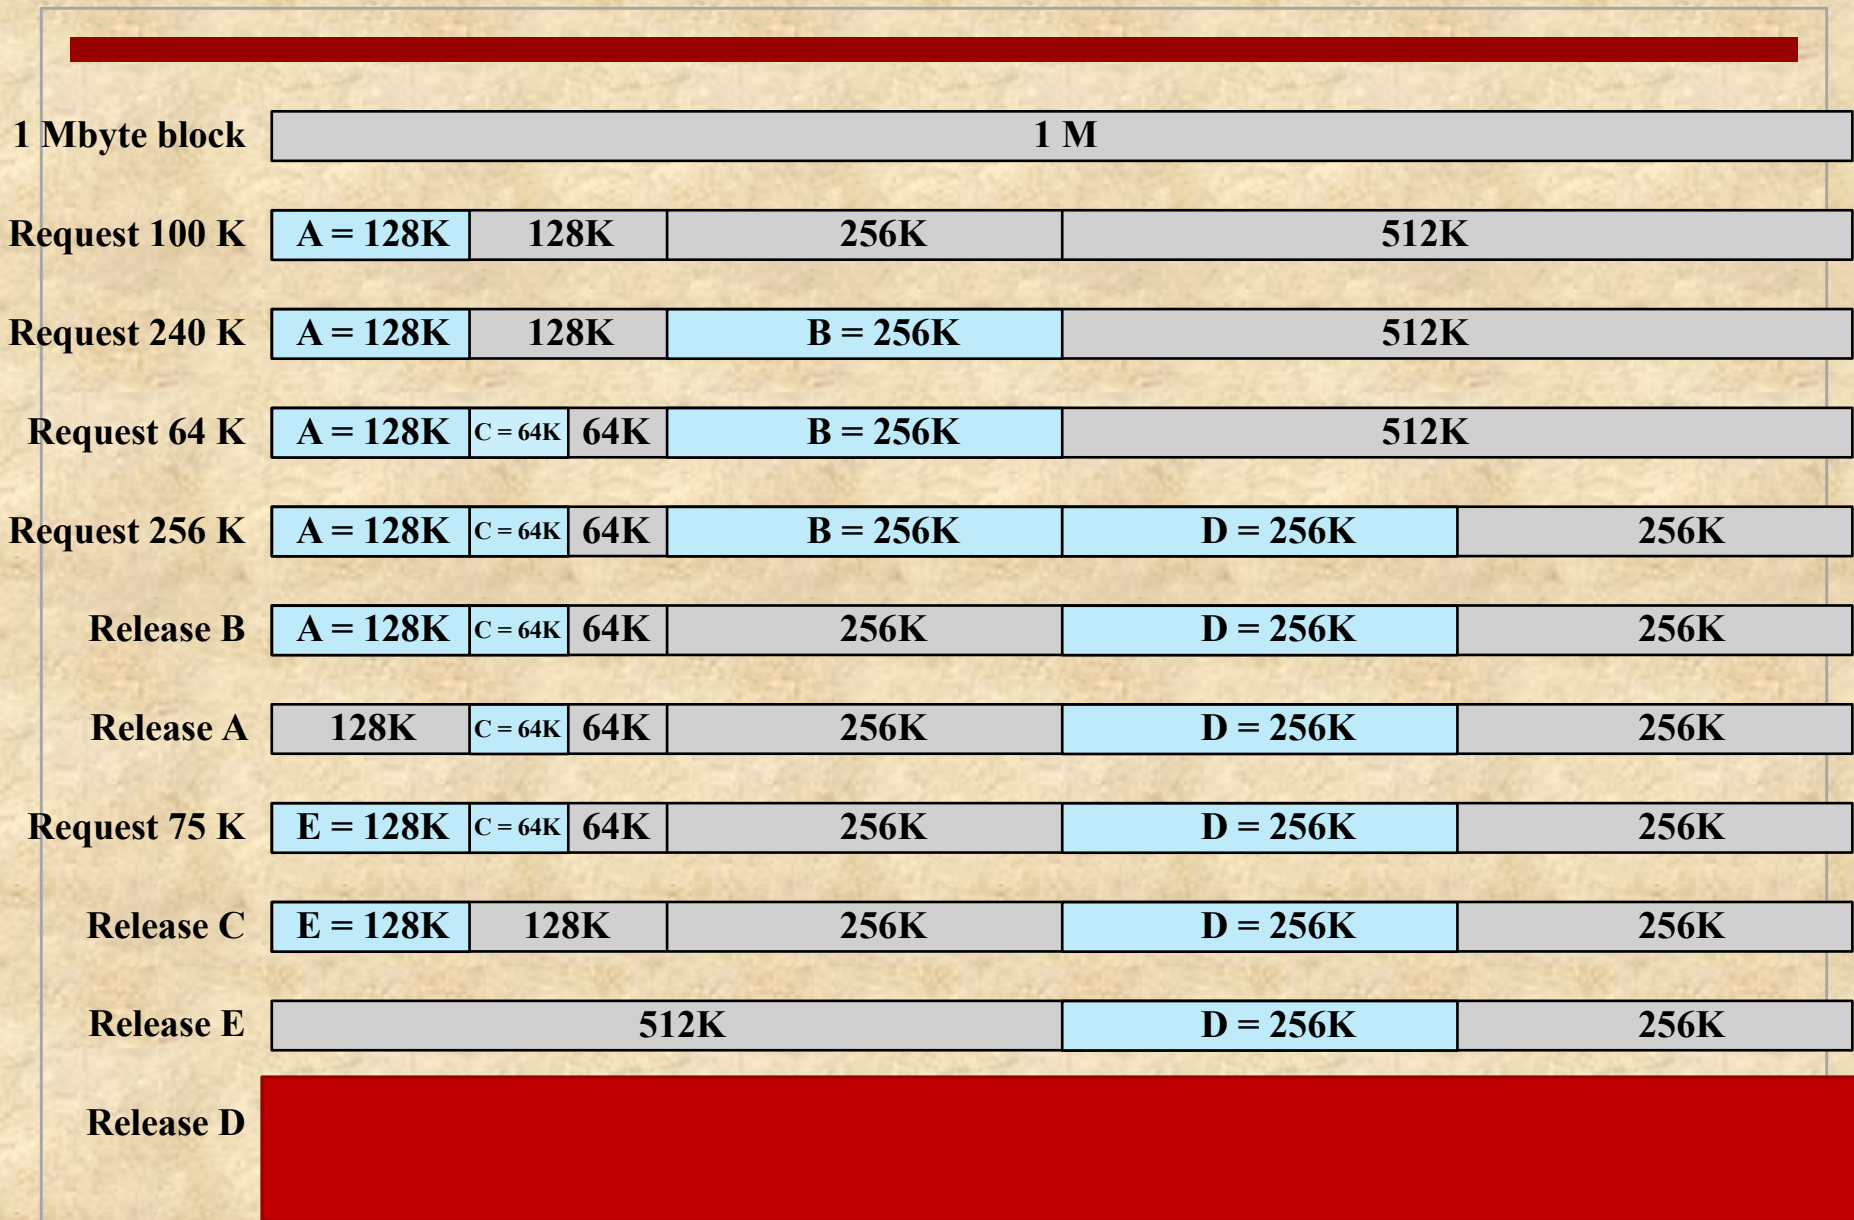 1 Mbyte block 1 M
Request 100 K A = 128K 128K 256K 512K
Request 240 K A = 128K 128K B = 256K 512K
Request 64 K A = 128K C = 64K 64K B = 256K 512K
Request 256 K A = 128K C = 64K 64K B = 256K D = 256K 256K
Release B A = 128K C = 64K 64K 256K D = 256K 256K
Release A 128K C = 64K 64K 256K D = 256K 256K
Request 75 K E = 128K C = 64K 64K 256K D = 256K 256K
Release C E = 128K 128K 256K D = 256K 256K
Release E 512K D = 256K 256K
Release D